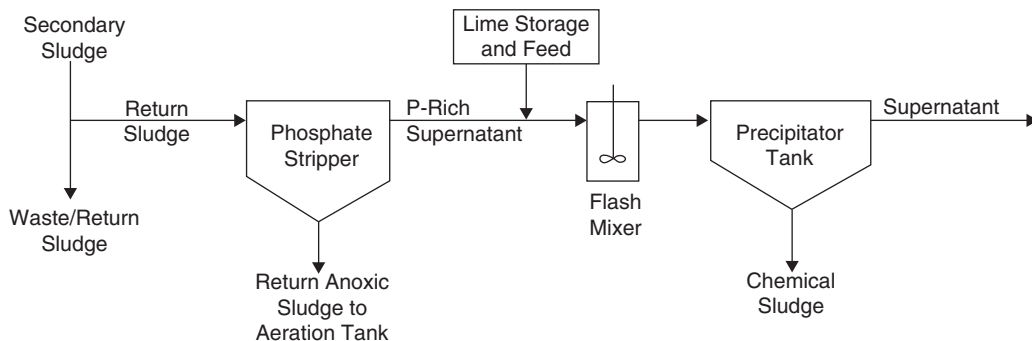 Secondary
Sludge
Lime Storage
and Feed
Return
Sludge
P-Rich
Supernatant
Supernatant
Phosphate
Stripper
Precipitator
Tank
Flash
Mixer
Waste/Return
Sludge
Return Anoxic
Sludge to
Aeration Tank
Chemical
Sludge